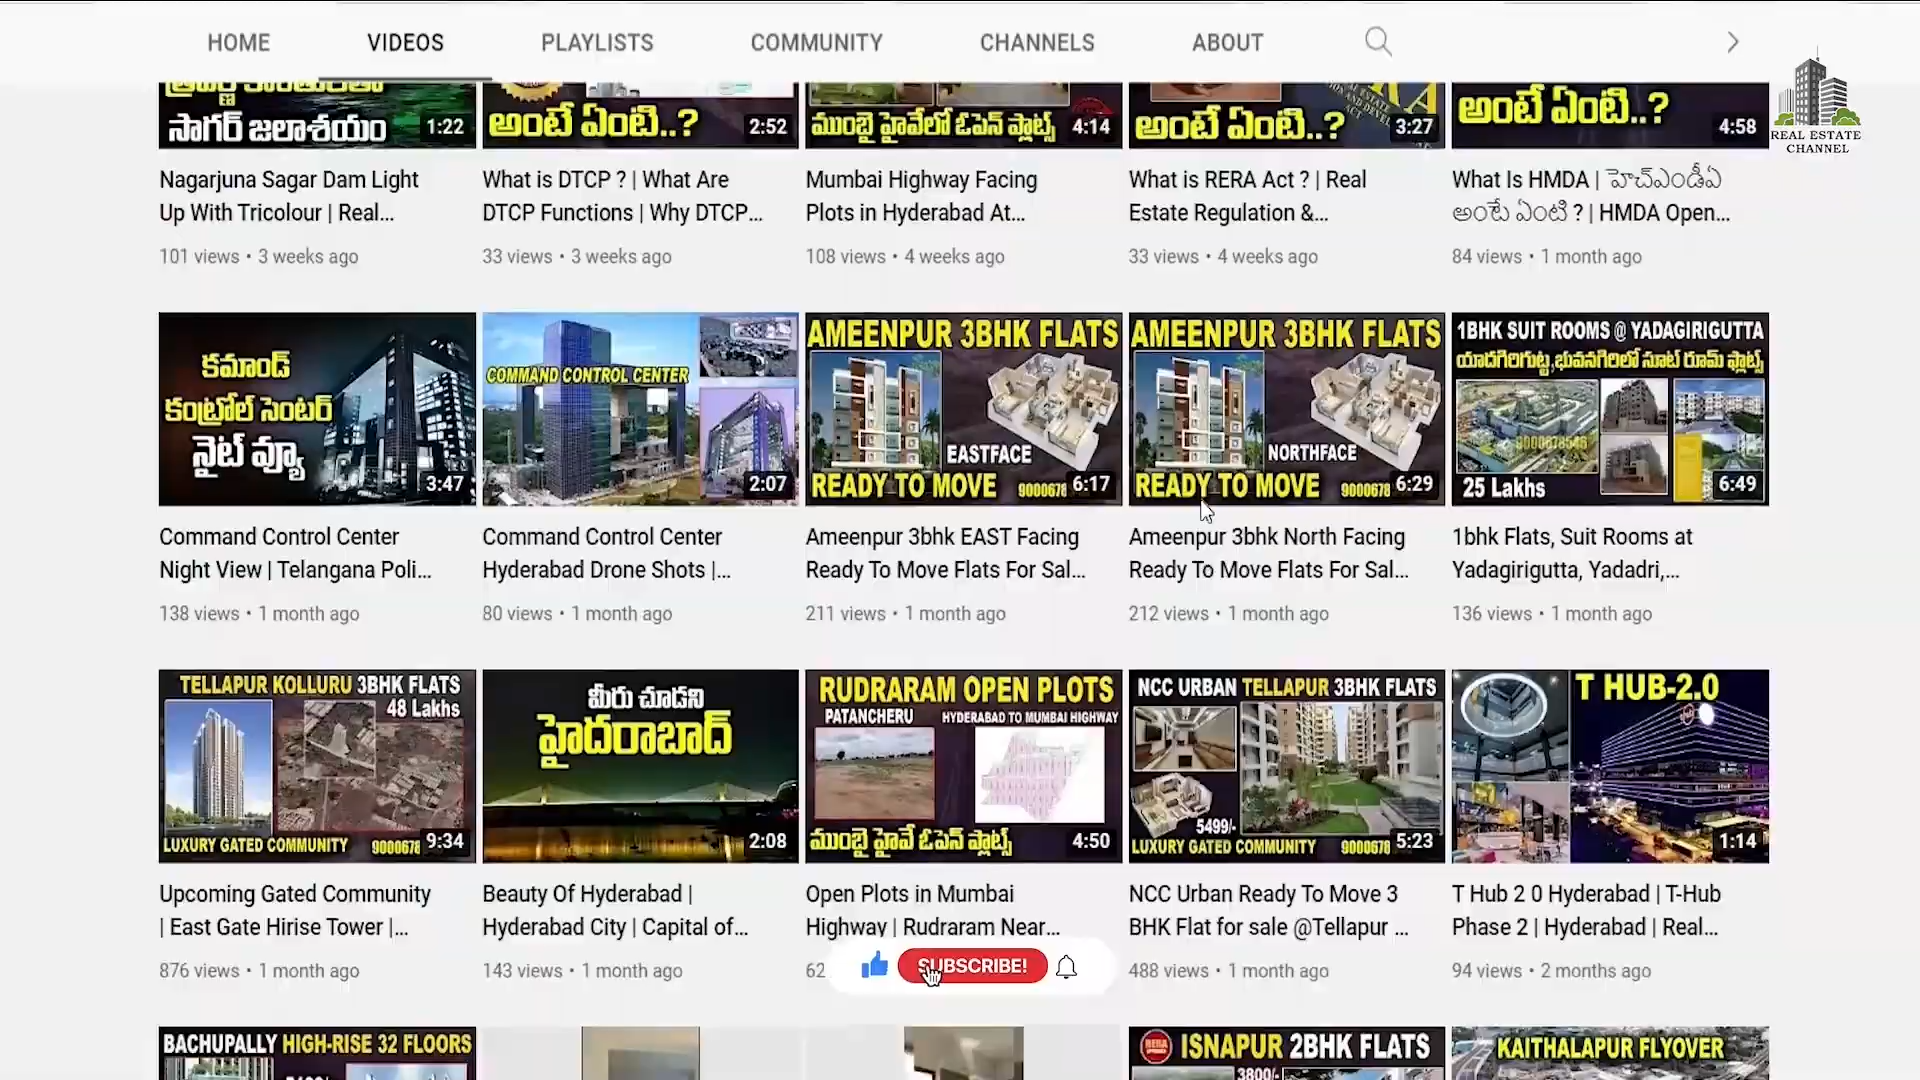 HOME
VIDEOS
PLAYLISTS
COMMUNITY
CHANNELS
ABOUT
REAL ESTATE
CHANNEL
సాగర్ జలాశయం
1:22
అంటే ఏంటి..?
2:52
ముంబై హైవేలో ఓపెన్ ప్లాట్స్
4:14
అంటే ఏంటి..?
3:27
అంటే ఏంటి..?
4:58
Nagarjuna Sagar Dam Light
Up With Tricolour | Real...
101 views • 3 weeks ago
What is DTCP ? | What Are
DTCP Functions | Why DTCP...
33 views • 3 weeks ago
Mumbai Highway Facing
Plots in Hyderabad At...
108 views • 4 weeks ago
What is RERA Act ? | Real
Estate Regulation &...
33 views • 4 weeks ago
What Is HMDA | హెచ్ఎండీఏ
అంటే ఏంటి ? | HMDA Open...
84 views • 1 month ago
కమాండ్
కంట్రోల్ సెంటర్
నైట్ వ్యూ
3:47
COMMAND CONTROL CENTER
2:07
AMEENPUR 3BHK FLATS
EASTFACE
READY TO MOVE
9000678
6:17
AMEENPUR 3BHK FLATS
NORTHFACE
READY TO MOVE
9000678
6:29
1BHK SUIT ROOMS @ YADAGIRIGUTTA
యాదగిరిగుట్ట,భువనగిరిలో సూట్ రూమ్ ఫ్లాట్స్
9000678546
25 Lakhs
6:49
Command Control Center
Night View | Telangana Poli...
138 views • 1 month ago
Command Control Center
Hyderabad Drone Shots |...
80 views • 1 month ago
Ameenpur 3bhk EAST Facing
Ready To Move Flats For Sal...
211 views • 1 month ago
Ameenpur 3bhk North Facing
Ready To Move Flats For Sal...
212 views • 1 month ago
1bhk Flats, Suit Rooms at
Yadagirigutta, Yadadri,...
136 views • 1 month ago
TELLAPUR KOLLURU 3BHK FLATS
48 Lakhs
LUXURY GATED COMMUNITY
9000678
9:34
మీరు చూడని
హైదరాబాద్
2:08
RUDRARAM OPEN PLOTS
PATANCHERU
HYDERABAD TO MUMBAI HIGHWAY
ముంబై హైవే ఓపెన్ ప్లాట్స్
4:50
NCC URBAN TELLAPUR 3BHK FLATS
5499/-
LUXURY GATED COMMUNITY
9000678
5:23
T HUB-2.0
1:14
Upcoming Gated Community
| East Gate Hirise Tower |...
876 views • 1 month ago
Beauty Of Hyderabad |
Hyderabad City | Capital of...
143 views • 1 month ago
Open Plots in Mumbai
Highway | Rudraram Near...
62
NCC Urban Ready To Move 3
BHK Flat for sale @Tellapur ...
488 views • 1 month ago
T Hub 2 0 Hyderabad | T-Hub
Phase 2 | Hyderabad | Real...
94 views • 2 months ago
SUBSCRIBE!
BACHUPALLY HIGH-RISE 32 FLOORS
RERA
ISNAPUR 2BHK FLATS
3800/-
KAITHALAPUR FLYOVER